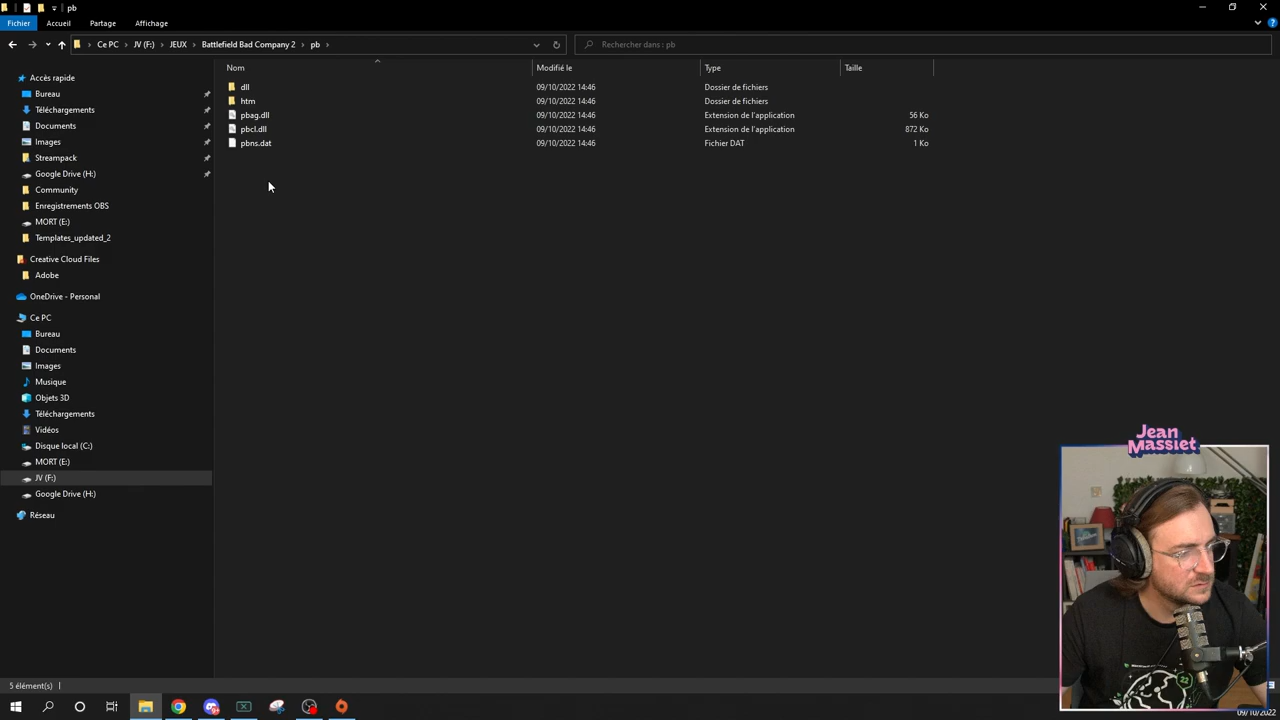 pb
Fichier Accueil Partage Affichage
Ce PC JV (F:) JEUX Battlefield Bad Company 2 pb Rechercher dans : pb
Nom Modifié le Type Taille
dll 09/10/2022 14:46 Dossier de fichiers
htm 09/10/2022 14:46 Dossier de fichiers
pbag.dll 09/10/2022 14:46 Extension de l'application 56 Ko
pbcl.dll 09/10/2022 14:46 Extension de l'application 872 Ko
pbns.dat 09/10/2022 14:46 Fichier DAT 1 Ko
Accès rapide
Bureau
Téléchargements
Documents
Images
Streampack
Google Drive (H:)
Community
Enregistrements OBS
MORT (E:)
Templates_updated_2
Creative Cloud Files
Adobe
OneDrive - Personal
Ce PC
Bureau
Documents
Images
Musique
Objets 3D
Téléchargements
Vidéos
Disque local (C:)
MORT (E:)
JV (F:)
Google Drive (H:)
Réseau
Jean
Massiet
22
5 élément(s)
09/10/2022